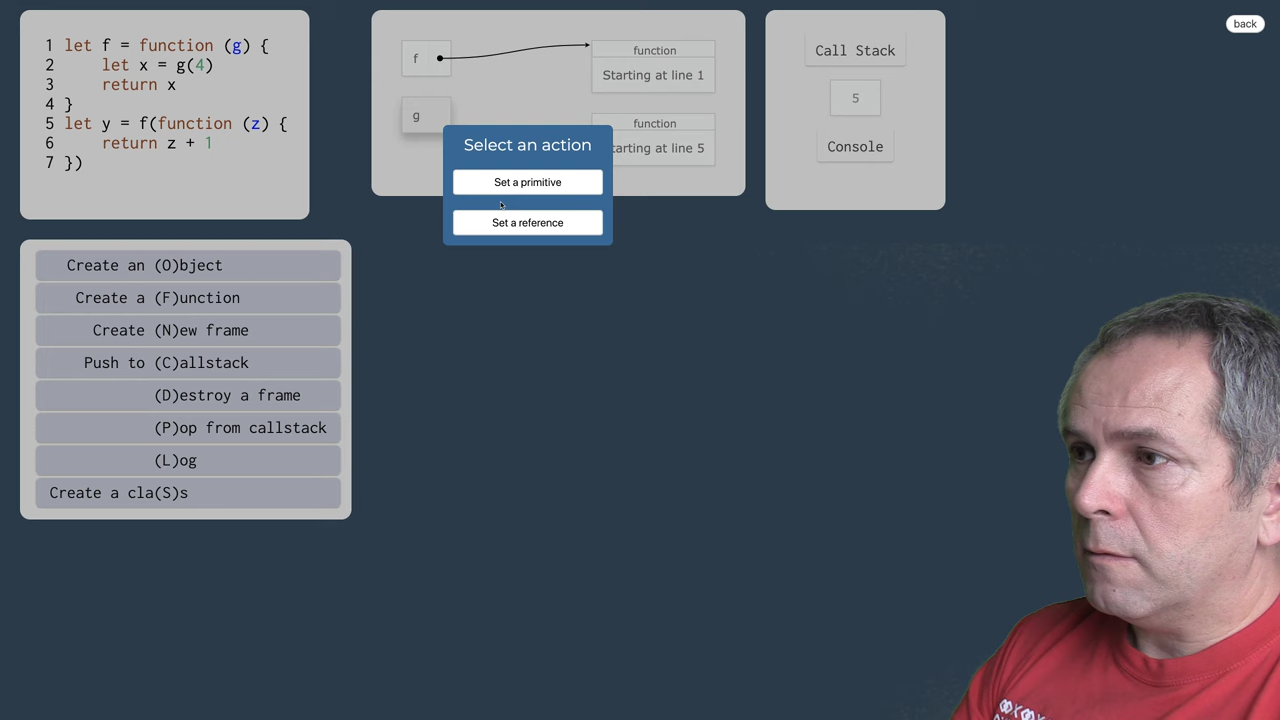 back
1 let f = function (g) {
2     let x = g(4)
3     return x
4 }
5 let y = f(function (z) {
6     return z + 1
7 })
f
function
Starting at line 1
g
function
tarting at line 5
Call Stack
5
Console
Select an action
Set a primitive
Set a reference
Create an (O)bject
Create a (F)unction
Create (N)ew frame
Push to (C)allstack
(D)estroy a frame
(P)op from callstack
(L)og
Create a cla(S)s